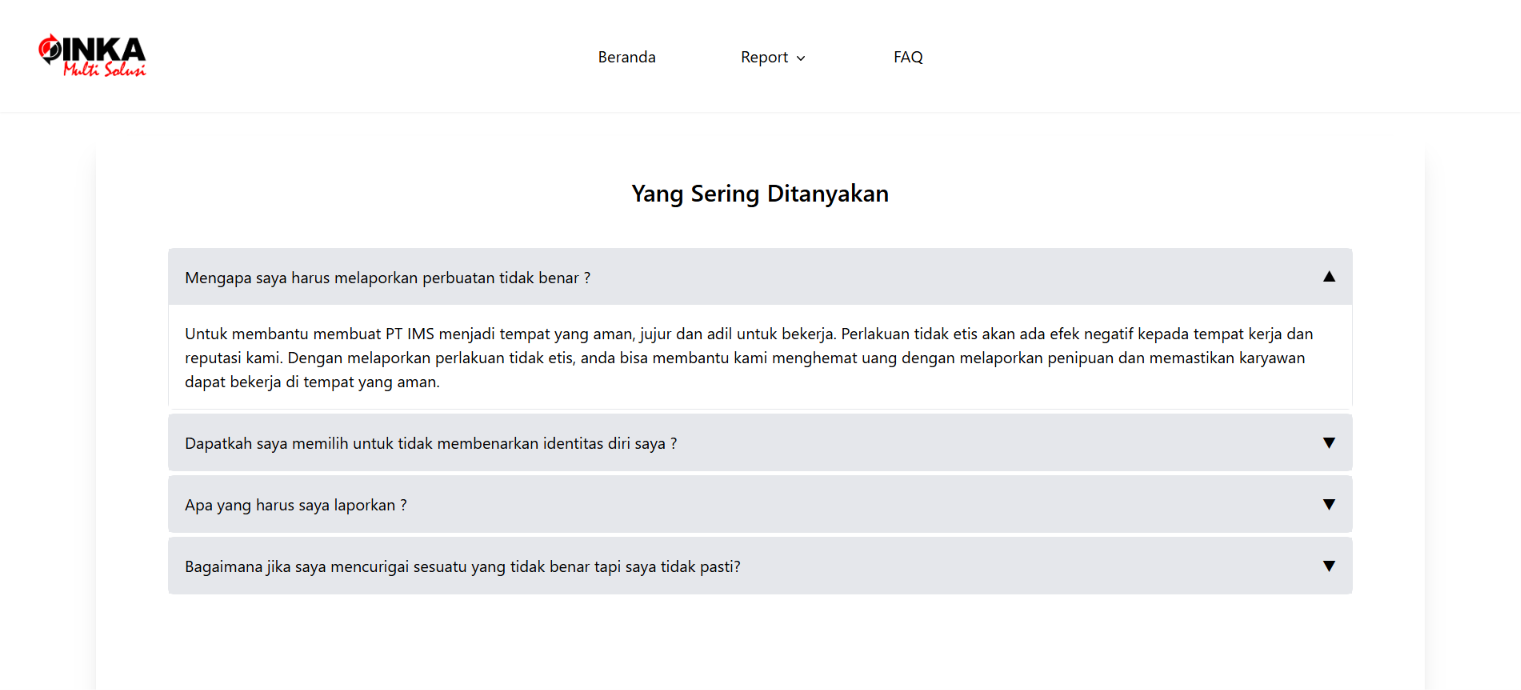 INKA
Multi Solusi
Beranda
Report
FAQ
Yang Sering Ditanyakan
Mengapa saya harus melaporkan perbuatan tidak benar ?
Untuk membantu membuat PT IMS menjadi tempat yang aman, jujur dan adil untuk bekerja. Perlakuan tidak etis akan ada efek negatif kepada tempat kerja dan
reputasi kami. Dengan melaporkan perlakuan tidak etis, anda bisa membantu kami menghemat uang dengan melaporkan penipuan dan memastikan karyawan
dapat bekerja di tempat yang aman.
Dapatkah saya memilih untuk tidak membenarkan identitas diri saya ?
Apa yang harus saya laporkan ?
Bagaimana jika saya mencurigai sesuatu yang tidak benar tapi saya tidak pasti?